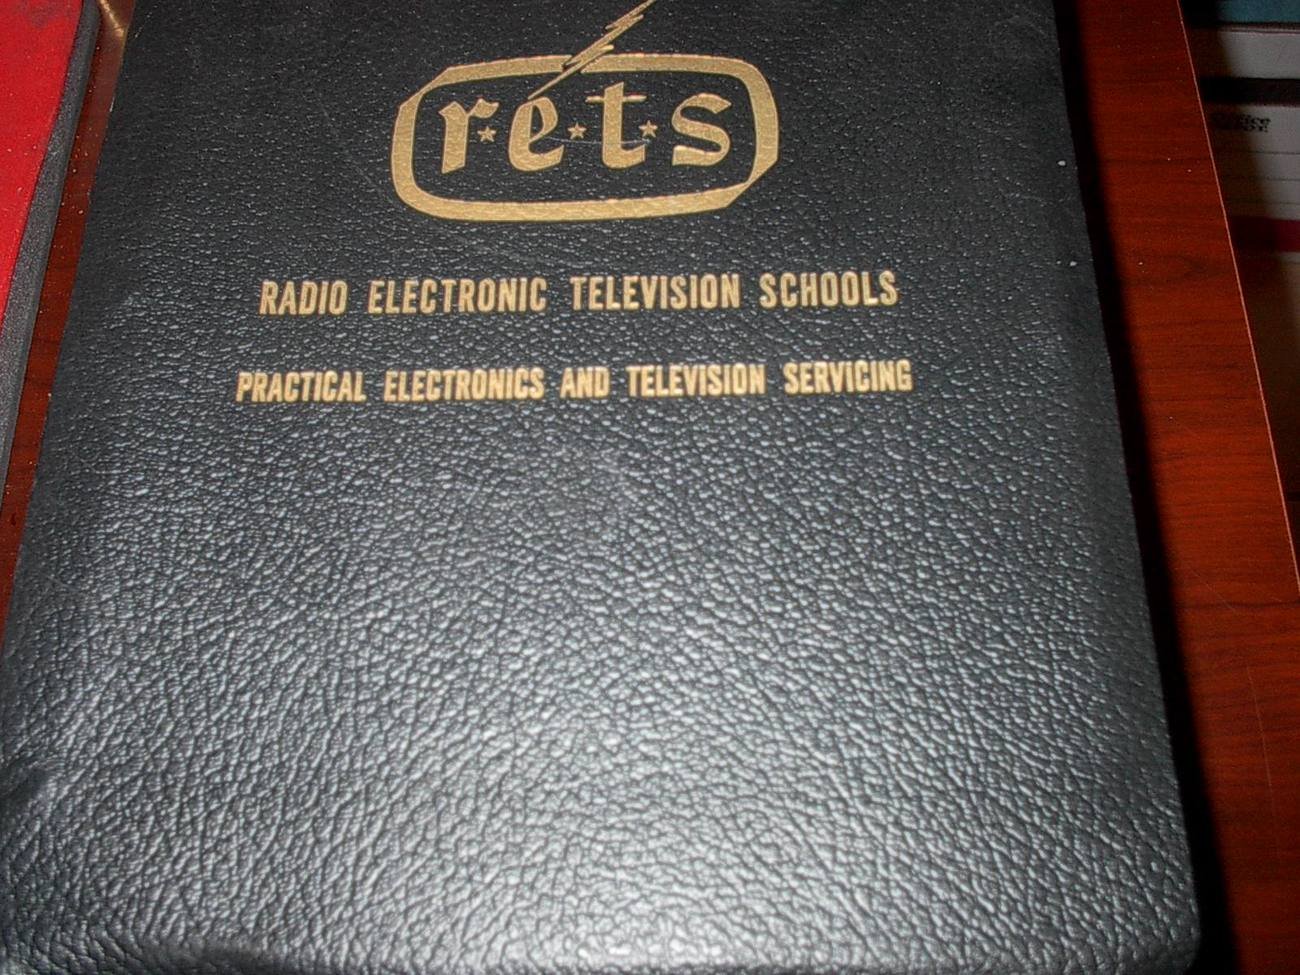 r★e★t★s
RADIO ELECTRONIC TELEVISION SCHOOLS
PRACTICAL ELECTRONICS AND TELEVISION SERVICING